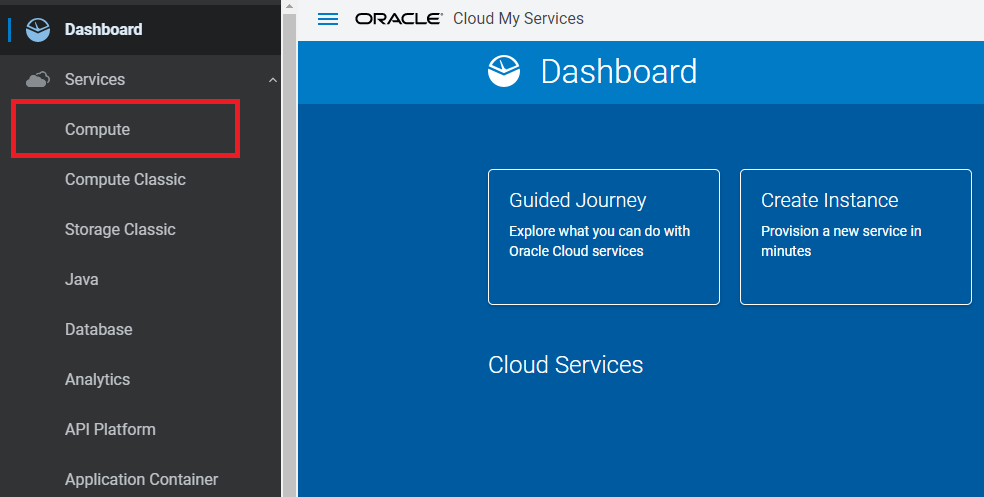 Dashboard
Services
Compute
Compute Classic
Storage Classic
Java
Database
Analytics
API Platform
Application Container
ORACLE® Cloud My Services
Dashboard
Guided Journey
Explore what you can do with
Oracle Cloud services
Create Instance
Provision a new service in
minutes
Cloud Services